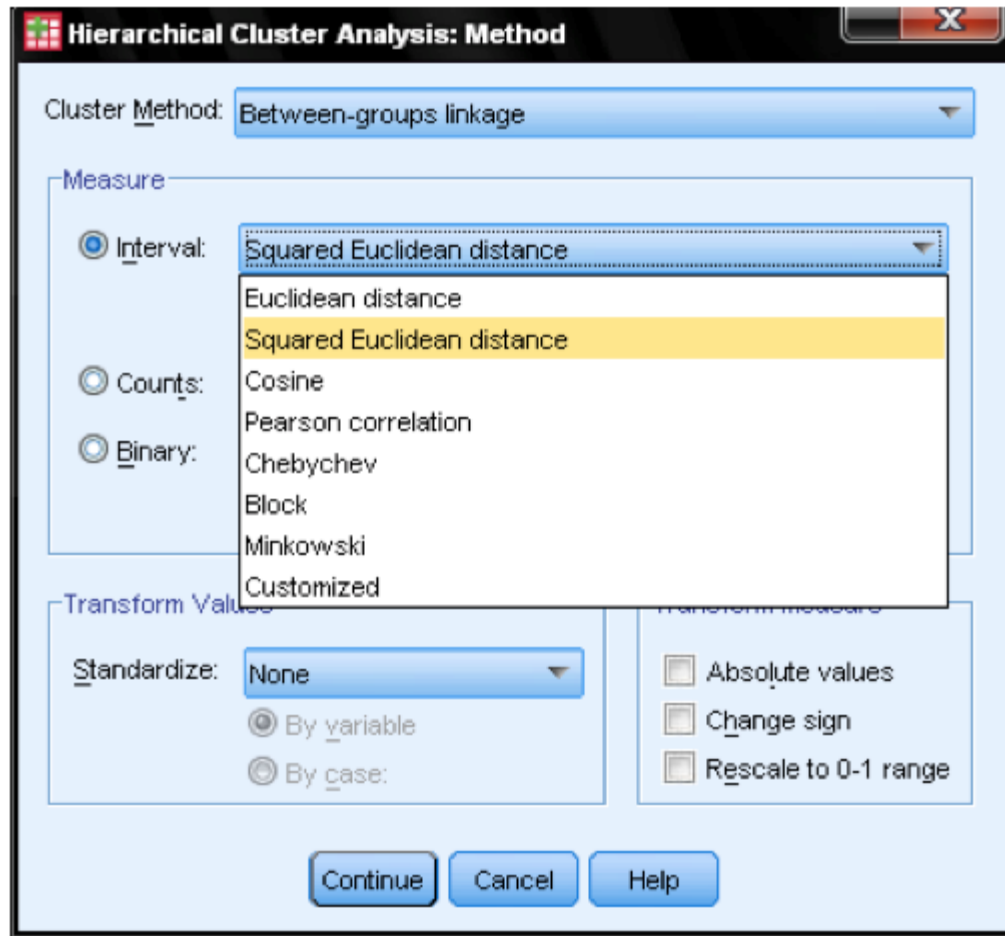 Hierarchical Cluster Analysis: Method
Cluster Method: Between-groups linkage
Measure
Interval: Squared Euclidean distance
Euclidean distance
Squared Euclidean distance
Cosine
Counts:
Pearson correlation
Binary:
Chebychev
Block
Minkowski
Customized
Transform Values
Transform Measure
Standardize: None
By variable
By case:
Absolute values
Change sign
Rescale to 0-1 range
Continue Cancel Help